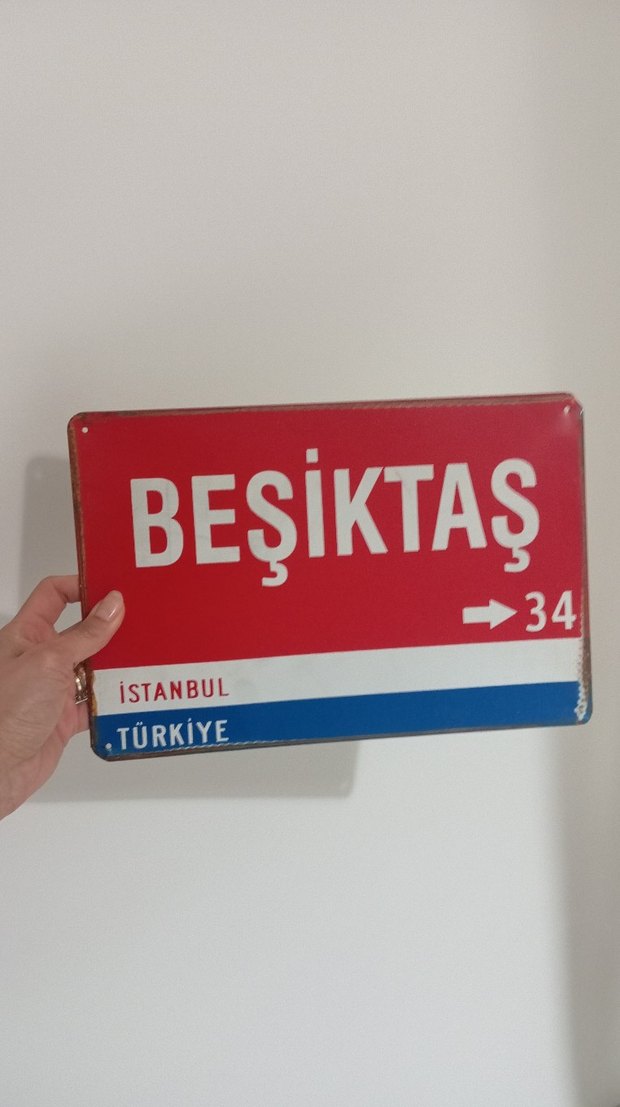 BEŞİKTAŞ
34
İSTANBUL
TÜRKİYE